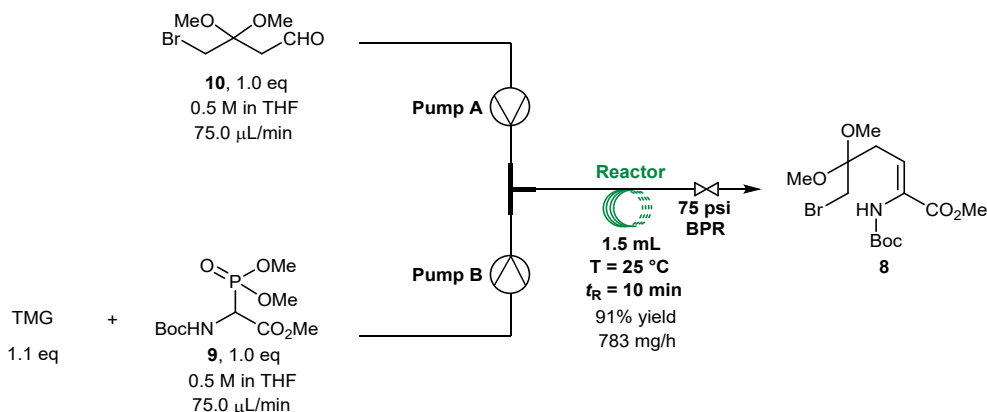 MeO OMe
Br CHO
10, 1.0 eq
0.5 M in THF
75.0 μL/min
Pump A
Reactor
75 psi
BPR
1.5 mL
T = 25 °C
tR = 10 min
91% yield
783 mg/h
OMe
MeO
Br
NH CO2Me
Boc
8
Pump B
TMG
+
1.1 eq
O OMe
P
OMe
BocHN CO2Me
9, 1.0 eq
0.5 M in THF
75.0 μL/min